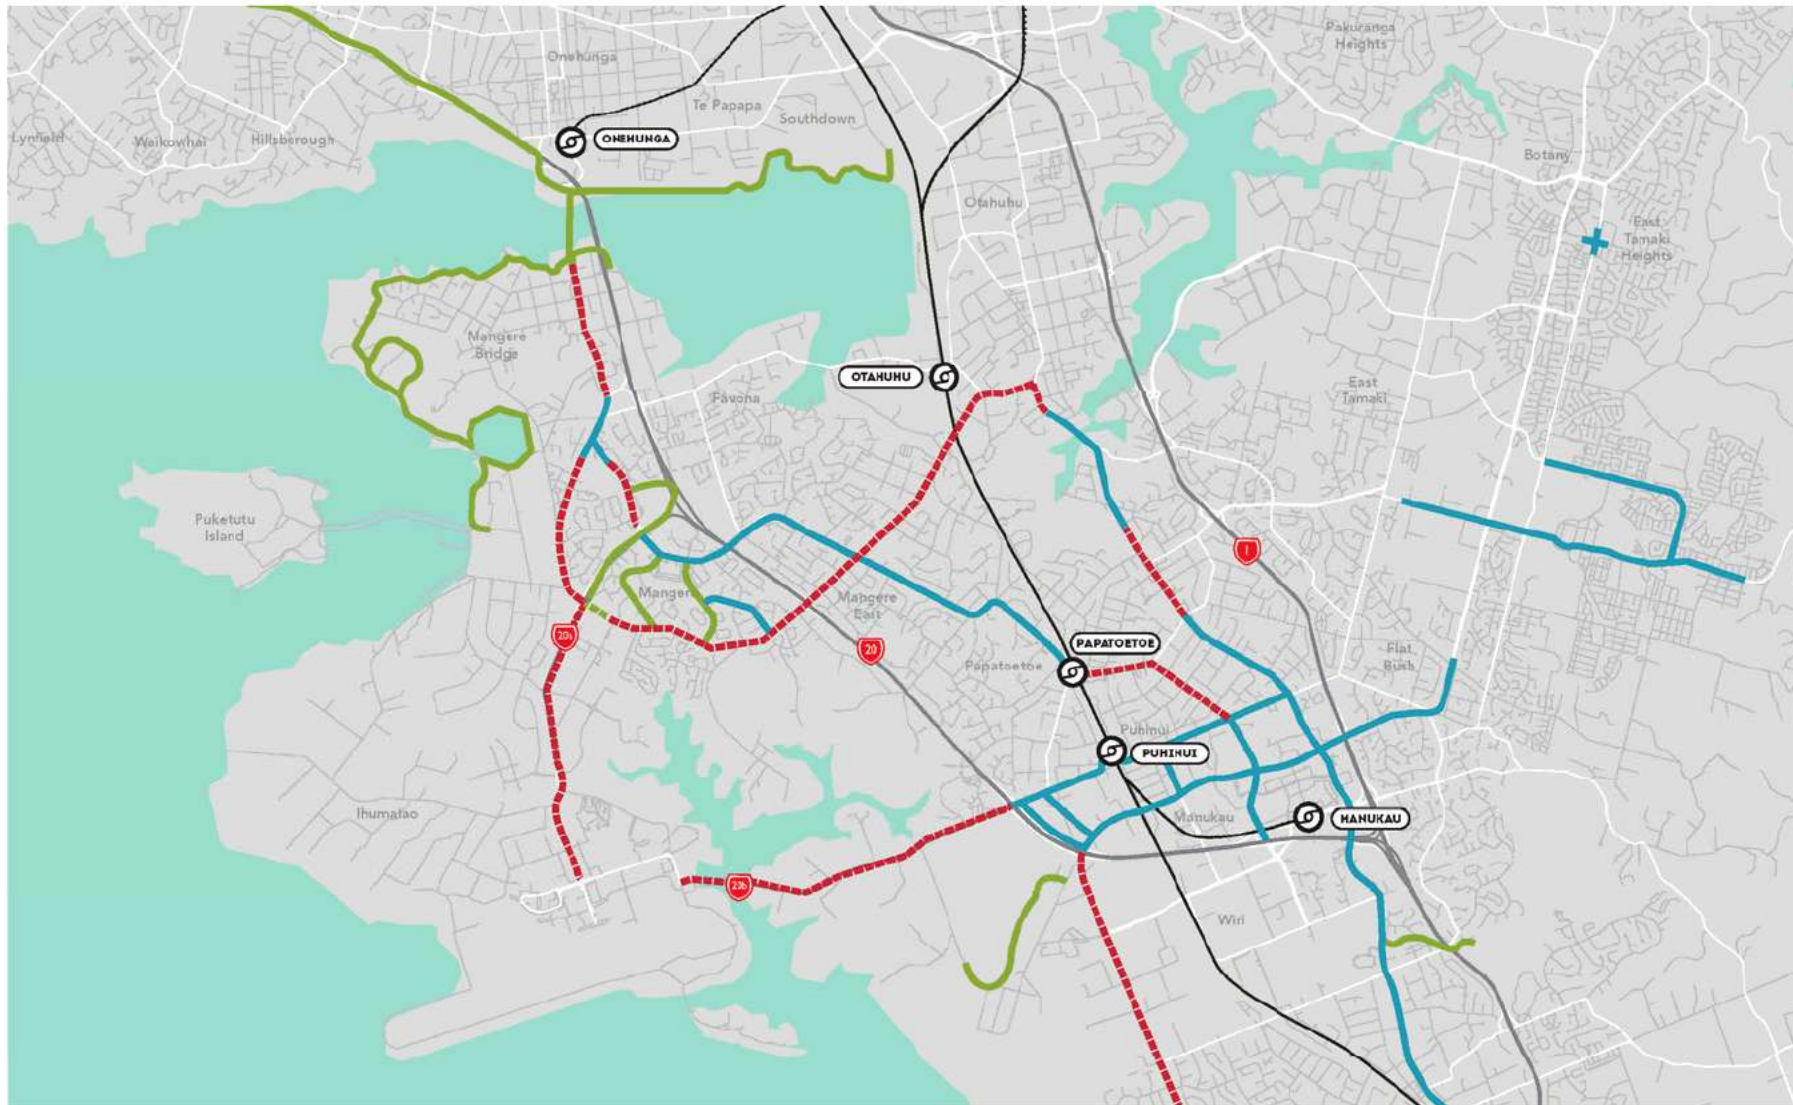 Pakuranga
Heights
Onehunga
Te Papapa
Southdown
Lynfield
Waikowhai
Hillsborough
ONEHUNGA
Botany
Otahuhu
East
Tamaki
Heights
Mangere
Bridge
OTAHUHU
Favona
East
Tamaki
Puketutu
Island
1
Mangere
Mangere
East
20a
20
PAPATOETOE
Papatoetoe
Flat
Bush
Puhinui
PUHINUI
Ihumatao
Manukau
MANUKAU
20b
Wiri